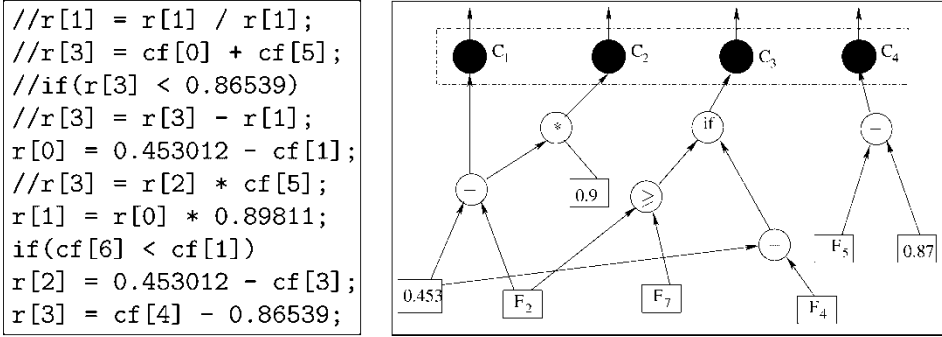 //r[1] = r[1] / r[1];
//r[3] = cf[0] + cf[5];
//if(r[3] < 0.86539)
//r[3] = r[3] - r[1];
r[0] = 0.453012 - cf[1];
//r[3] = r[2] * cf[5];
r[1] = r[0] * 0.89811;
if(cf[6] < cf[1])
r[2] = 0.453012 - cf[3];
r[3] = cf[4] - 0.86539;
C1 C2 C3 C4
* if −
− 0.9 ⩾
−
F5 0.87
0.453 F2 F7 F4